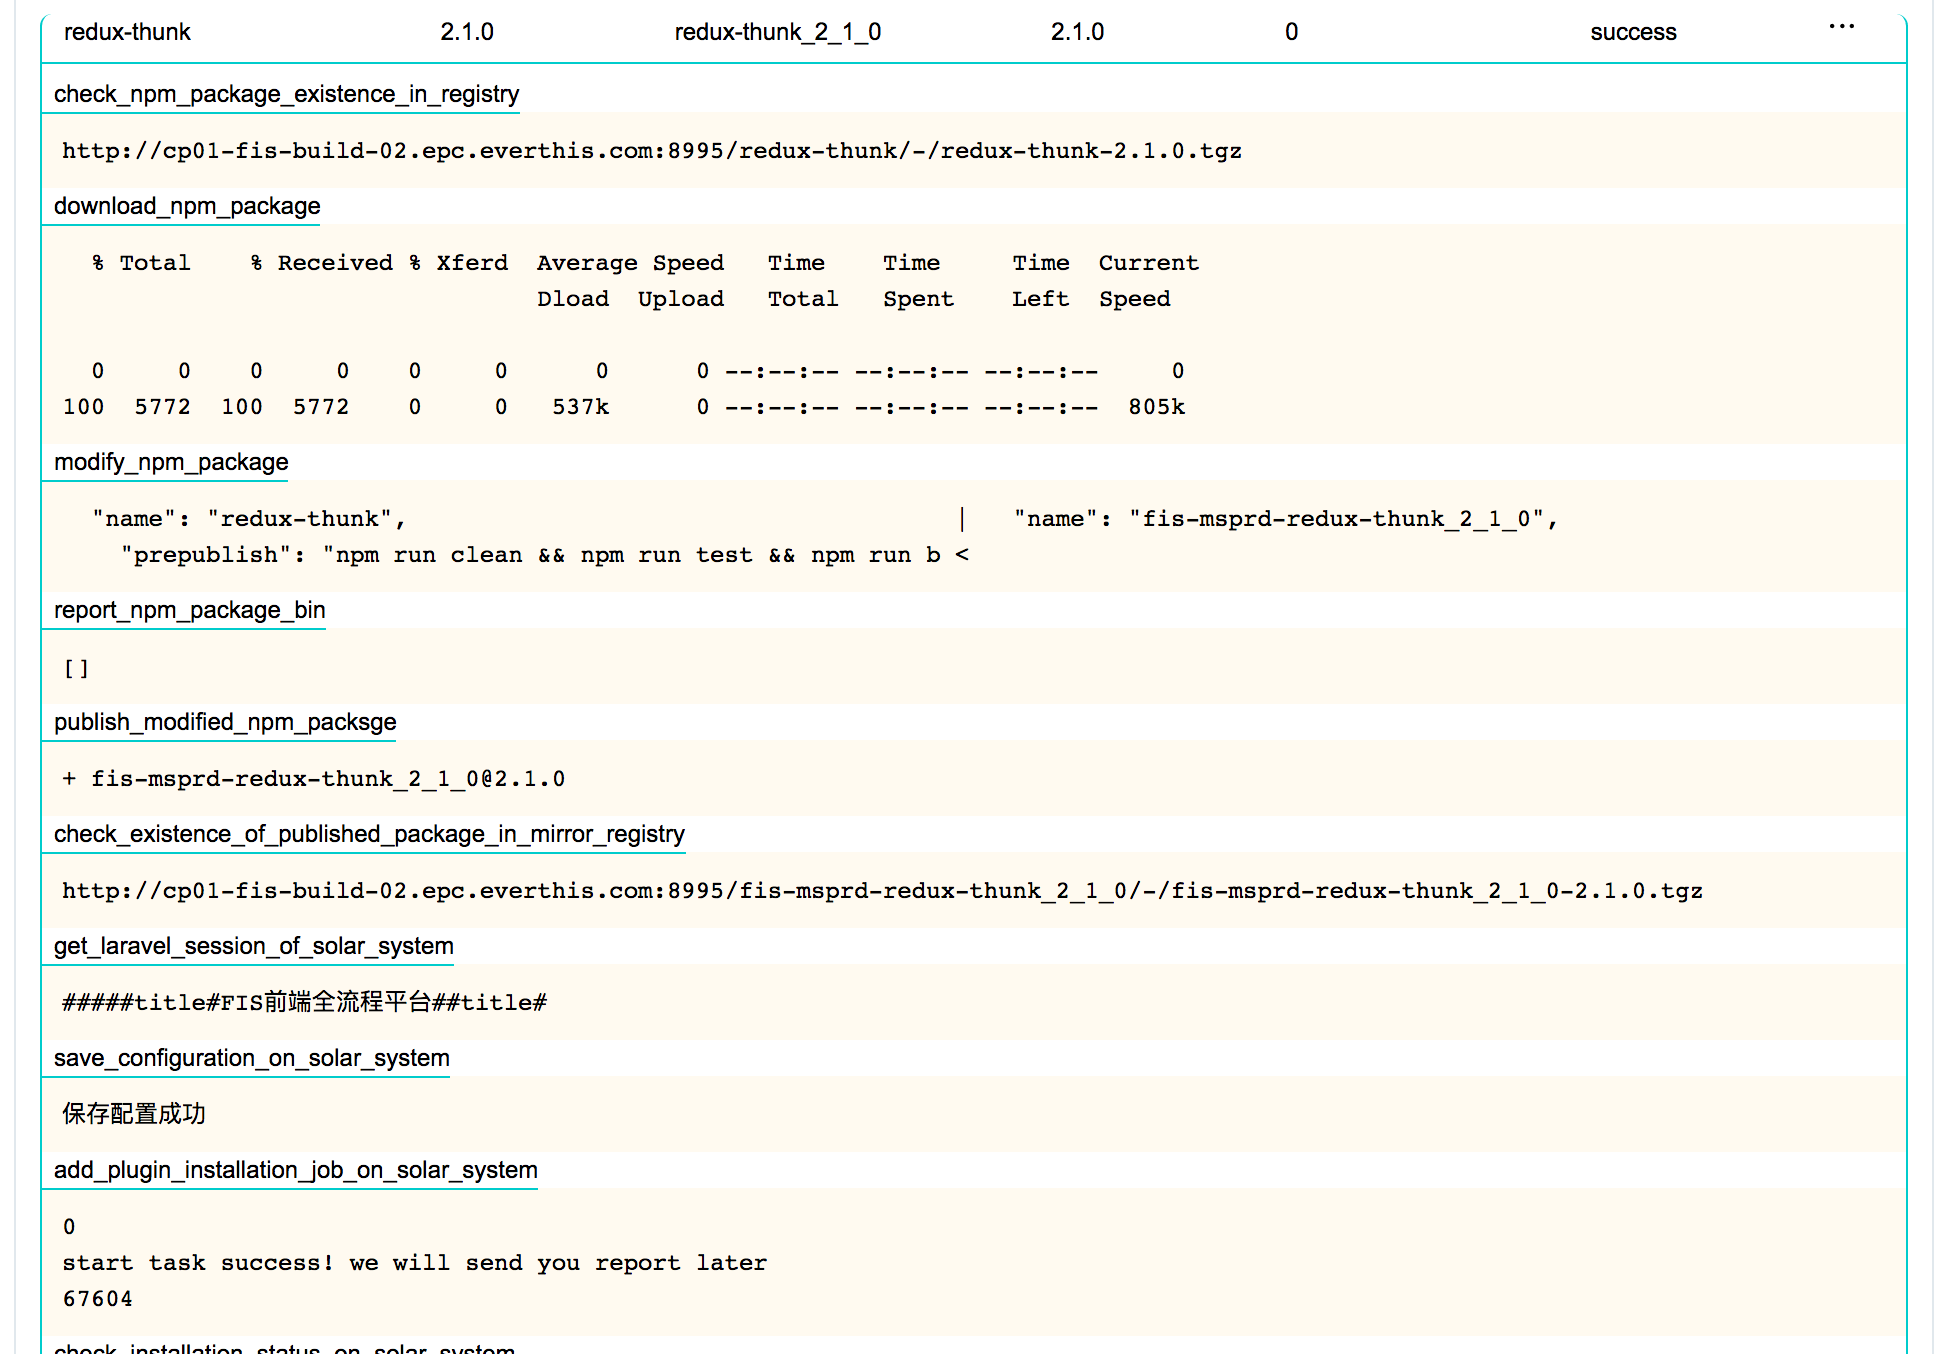 redux-thunk 2.1.0 redux-thunk_2_1_0 2.1.0 0 success ...
check_npm_package_existence_in_registry
http://cp01-fis-build-02.epc.everthis.com:8995/redux-thunk/-/redux-thunk-2.1.0.tgz
download_npm_package
% Total % Received % Xferd Average Speed Time Time Time Current
Dload Upload Total Spent Left Speed
0 0 0 0 0 0 0 0 --:--:-- --:--:-- --:--:-- 0
100 5772 100 5772 0 0 537k 0 --:--:-- --:--:-- --:--:-- 805k
modify_npm_package
"name": "redux-thunk", | "name": "fis-msprd-redux-thunk_2_1_0",
"prepublish": "npm run clean && npm run test && npm run b <
report_npm_package_bin
[]
publish_modified_npm_packsge
+ fis-msprd-redux-thunk_2_1_0@2.1.0
check_existence_of_published_package_in_mirror_registry
http://cp01-fis-build-02.epc.everthis.com:8995/fis-msprd-redux-thunk_2_1_0/-/fis-msprd-redux-thunk_2_1_0-2.1.0.tgz
get_laravel_session_of_solar_system
#####title#FIS前端全流程平台##title#
save_configuration_on_solar_system
保存配置成功
add_plugin_installation_job_on_solar_system
0
start task success! we will send you report later
67604
check_installation_status_on_solar_system